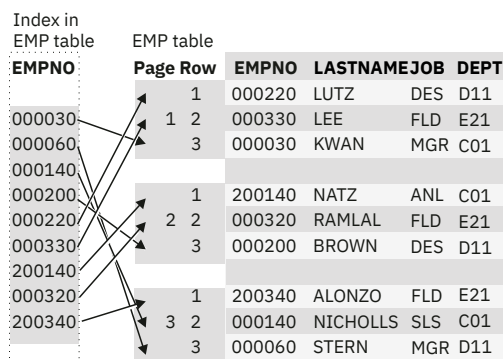 Index in
EMP table EMP table
EMPNO Page Row EMPNO LASTNAME JOB DEPT
1 000220 LUTZ DES D11
000030 1 2 000330 LEE FLD E21
000060 3 000030 KWAN MGR C01
000140
000200 1 200140 NATZ ANL C01
000220 2 2 000320 RAMLAL FLD E21
000330 3 000200 BROWN DES D11
200140
000320 1 200340 ALONZO FLD E21
200340 3 2 000140 NICHOLLS SLS C01
3 000060 STERN MGR D11